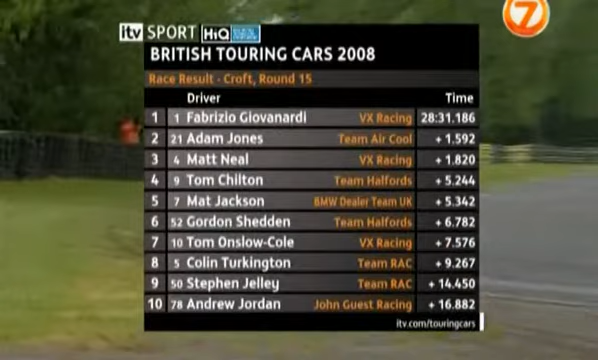 7
itv SPORT HiQ
BRITISH TOURING CARS 2008
Race Result - Croft, Round 15
Driver Time
1 1 Fabrizio Giovanardi VX Racing 28:31.186
2 21 Adam Jones Team Air Cool + 1.592
3 4 Matt Neal VX Racing + 1.820
4 9 Tom Chilton Team Halfords + 5.244
5 7 Mat Jackson BMW Dealer Team UK + 5.342
6 52 Gordon Shedden Team Halfords + 6.782
7 10 Tom Onslow-Cole VX Racing + 7.576
8 5 Colin Turkington Team RAC + 9.267
9 50 Stephen Jelley Team RAC + 14.450
10 78 Andrew Jordan John Guest Racing + 16.882
itv.com/touringcars